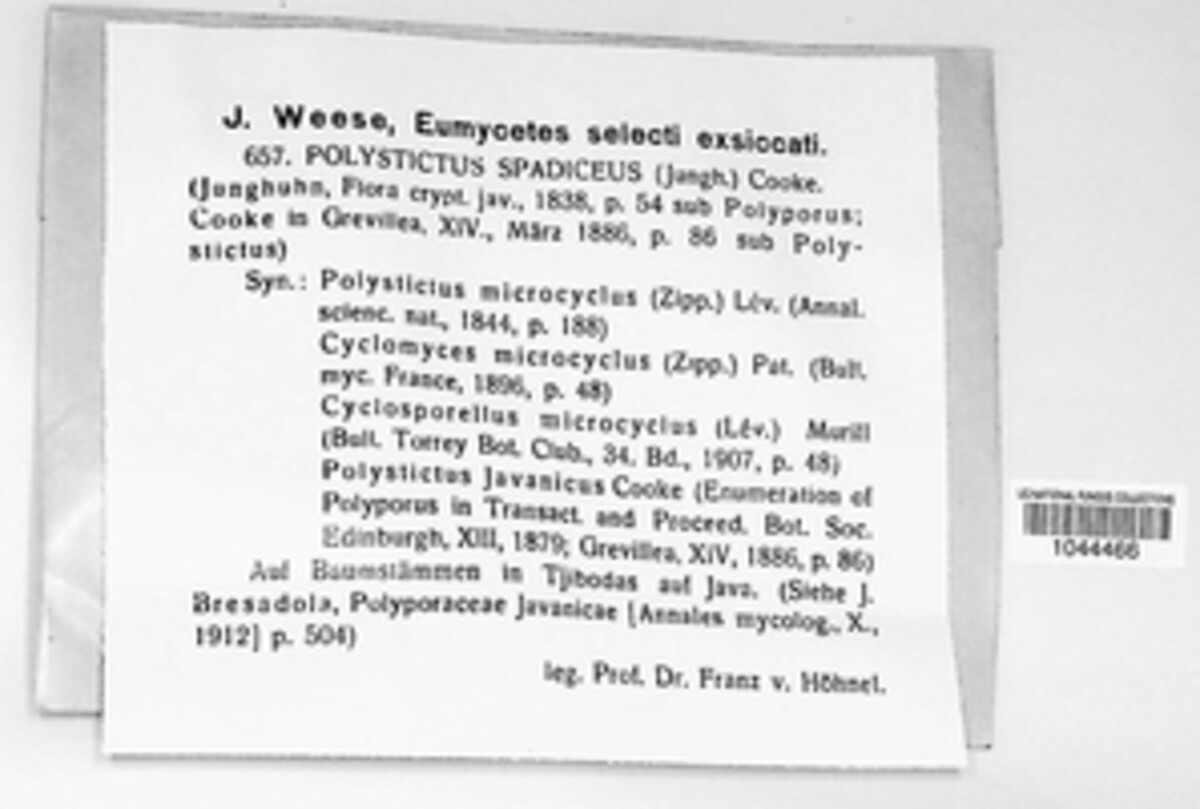 J. Weese, Eumycetes selecti exsiccati.
657. POLYSTICTUS SPADICEUS (Jungh.) Cooke.
(Junghuhn, Flora crypt. jav., 1838, p. 54 sub Polyporus;
Cooke in Grevillea, XIV., März 1886, p. 86 sub Poly-
stictus)
Syn.: Polystictus microcyclus (Zipp.) Lév. (Annal.
scienc. nat., 1844, p. 188)
Cyclomyces microcyclus (Zipp.) Pat. (Bull.
myc. France, 1896, p. 48)
Cyclosporellus microcyclus (Lév.) Murill
(Bull. Torrey Bot. Club., 34. Bd., 1907, p. 48)
Polystictus Javanicus Cooke (Enumeration of
Polyporus in Transact. and Proceed. Bot. Soc.
Edinburgh, XIII, 1879; Grevillea, XIV, 1886, p. 86)
Auf Baumstämmen in Tjibodas auf Java. (Siehe J.
Bresadola, Polyporaceae Javanicae [Annales mycolog., X.,
1912] p. 504)
leg. Prof. Dr. Franz v. Höhnel.
US NATIONAL FUNGUS COLLECTIONS
1044466